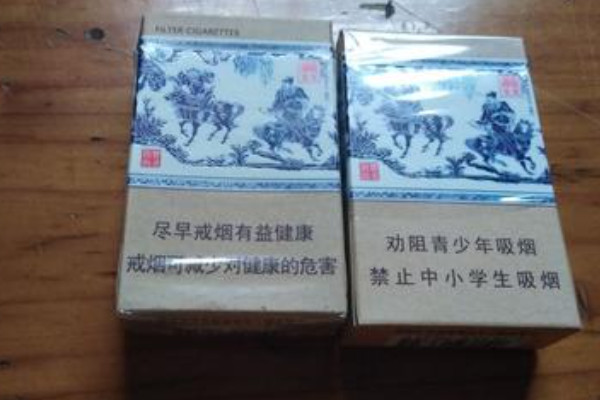 FILTER CIGARETTES
尽早戒烟有益健康
戒烟可减少对健康的危害
劝阻青少年吸烟
禁止中小学生吸烟